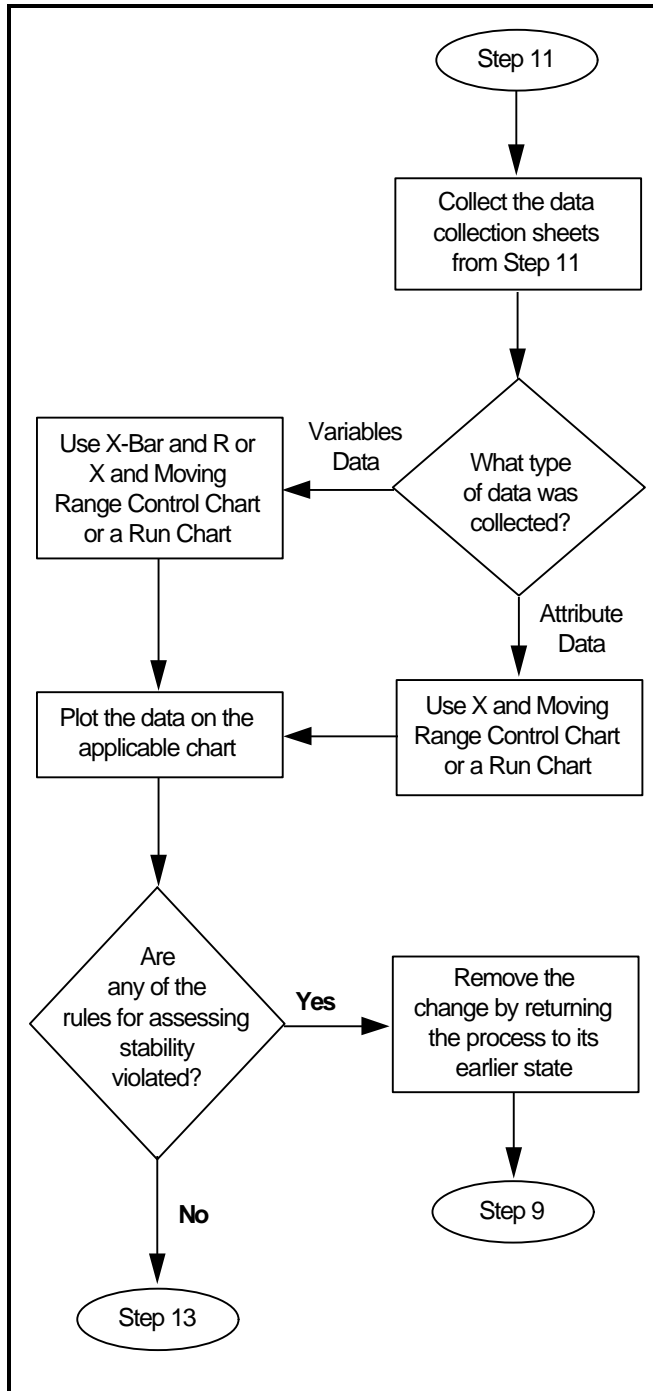 Step 11
Collect the data
collection sheets
from Step 11
What type
of data was
collected?
Variables
Data
Use X-Bar and R or
X and Moving
Range Control Chart
or a Run Chart
Attribute
Data
Use X and Moving
Range Control Chart
or a Run Chart
Plot the data on the
applicable chart
Are
any of the
rules for assessing
stability
violated?
Yes
Remove the
change by returning
the process to its
earlier state
Step 9
No
Step 13